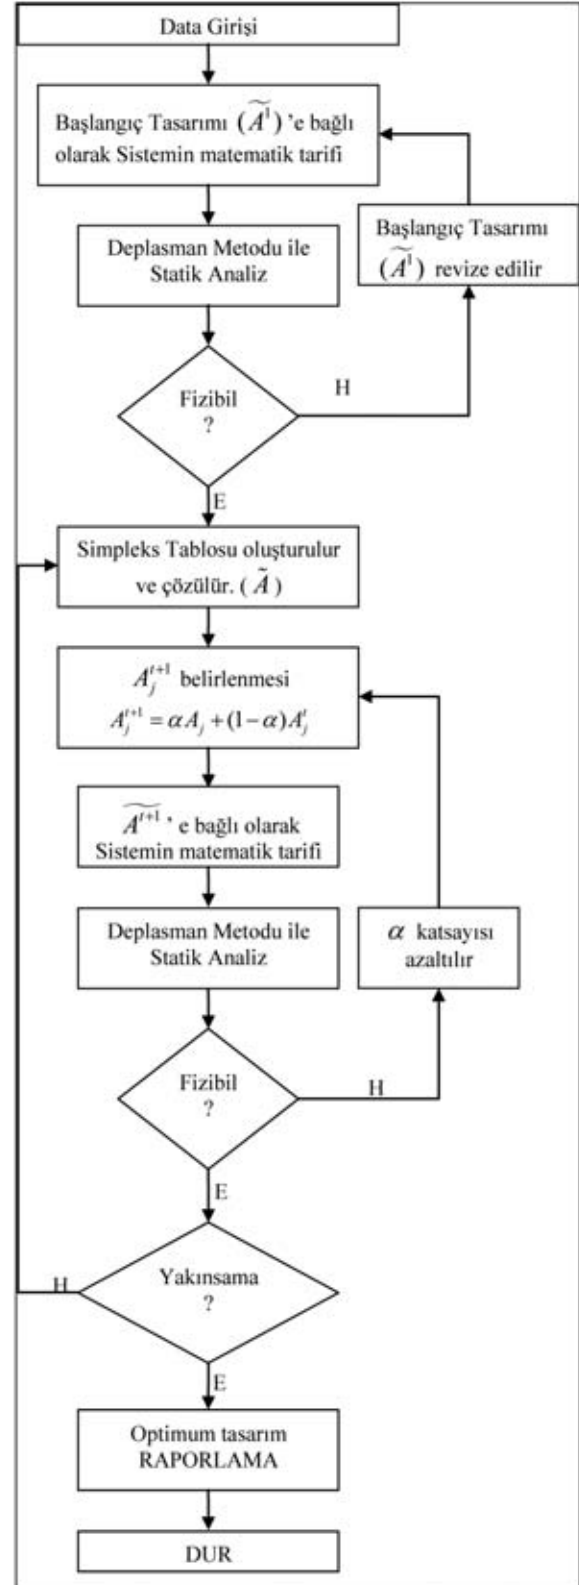 Data Girişi
Başlangıç Tasarımı (Ã¹) 'e bağlı
olarak Sistemin matematik tarifi
Deplasman Metodu ile
Statik Analiz
Başlangıç Tasarımı
(Ã¹) revize edilir
Fizibil
?
H
E
Simpleks Tablosu oluşturulur
ve çözülür. (Ã)
A_j^{t+1} belirlenmesi
A_j^{t+1} = αA_j + (1−α)A_j^t
Ã^{t+1} ' e bağlı olarak
Sistemin matematik tarifi
Deplasman Metodu ile
Statik Analiz
α katsayısı
azaltılır
Fizibil
?
H
E
Yakınsama
?
H
E
Optimum tasarım
RAPORLAMA
DUR